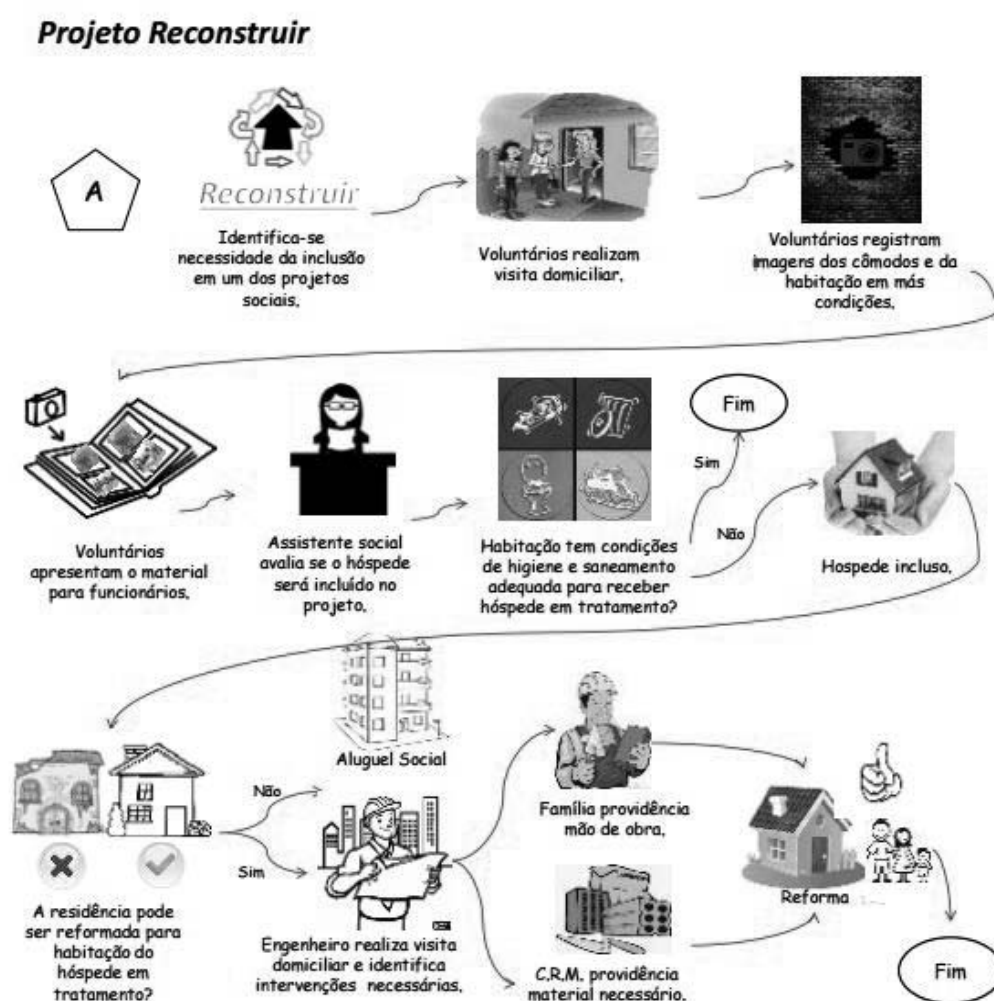 Projeto Reconstruir
A
Reconstruir
Identifica-se
necessidade da inclusão
em um dos projetos
sociais.
Voluntários realizam
visita domiciliar.
Voluntários registram
imagens dos cômodos e da
habitação em más
condições.
Voluntários
apresentam o material
para funcionários.
Assistente social
avalia se o hóspede
será incluído no
projeto.
Habitação tem condições
de higiene e saneamento
adequada para receber
hóspede em tratamento?
Sim
Fim
Não
Hospede incluso.
A residência pode
ser reformada para
habitação do
hóspede em
tratamento?
Não
Aluguel Social
Sim
Engenheiro realiza visita
domiciliar e identifica
intervenções necessárias.
Família providência
mão de obra.
C.R.M. providência
material necessário.
Reforma
Fim